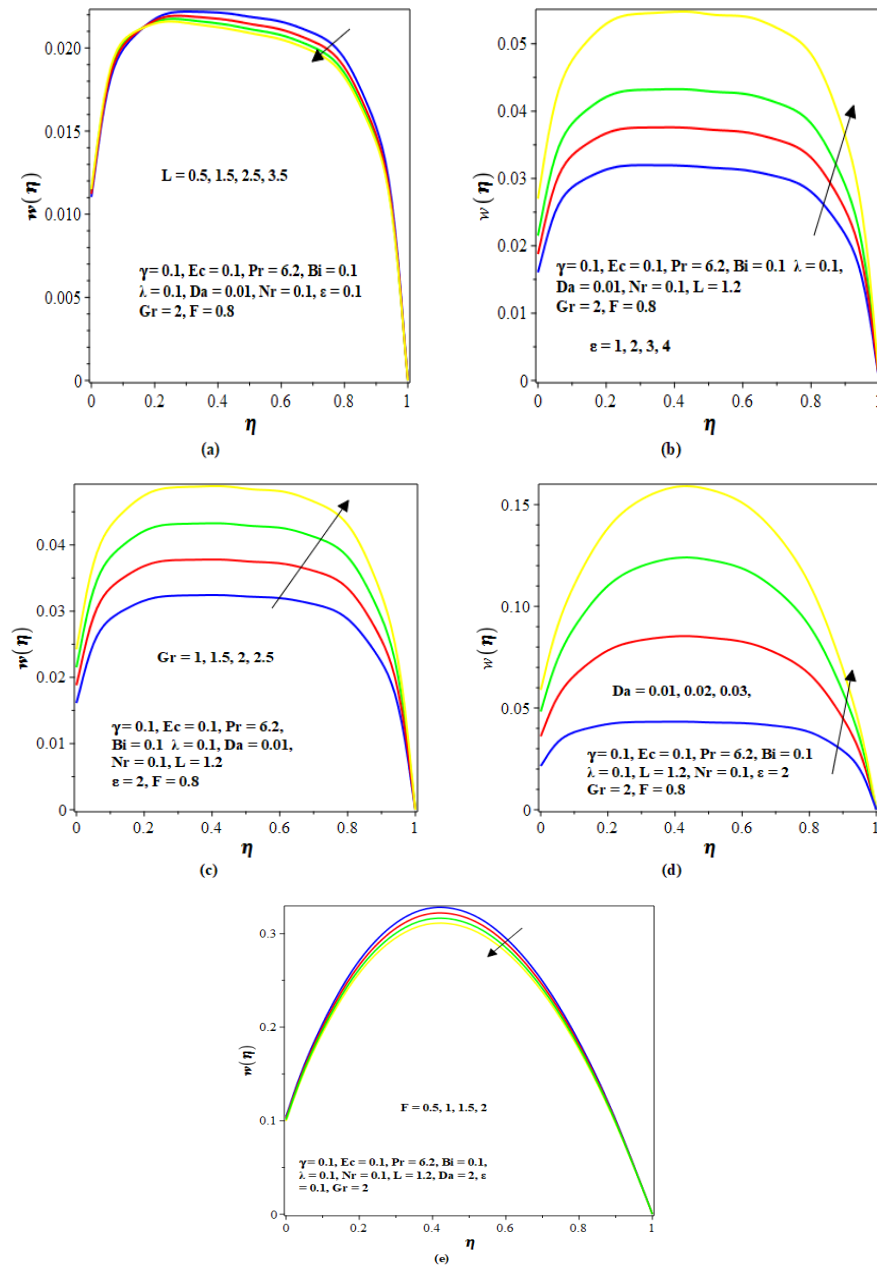 0.020
0.015
0.010
0.005
0
w(η)
L = 0.5, 1.5, 2.5, 3.5
γ = 0.1, Ec = 0.1, Pr = 6.2, Bi = 0.1
λ = 0.1, Da = 0.01, Nr = 0.1, ε = 0.1
Gr = 2, F = 0.8
0 0.2 0.4 0.6 0.8 1
η
(a)
0.05
0.04
0.03
0.02
0.01
0
w(η)
γ = 0.1, Ec = 0.1, Pr = 6.2, Bi = 0.1 λ = 0.1,
Da = 0.01, Nr = 0.1, L = 1.2
Gr = 2, F = 0.8
ε = 1, 2, 3, 4
0 0.2 0.4 0.6 0.8 1
η
(b)
0.04
0.03
0.02
0.01
0
w(η)
Gr = 1, 1.5, 2, 2.5
γ = 0.1, Ec = 0.1, Pr = 6.2,
Bi = 0.1 λ = 0.1, Da = 0.01,
Nr = 0.1, L = 1.2
ε = 2, F = 0.8
0 0.2 0.4 0.6 0.8 1
η
(c)
0.15
0.10
0.05
0
w(η)
Da = 0.01, 0.02, 0.03,
γ = 0.1, Ec = 0.1, Pr = 6.2, Bi = 0.1
λ = 0.1, L = 1.2, Nr = 0.1, ε = 2
Gr = 2, F = 0.8
0 0.2 0.4 0.6 0.8 1
η
(d)
0.3
0.2
0.1
0
w(η)
F = 0.5, 1, 1.5, 2
γ = 0.1, Ec = 0.1, Pr = 6.2, Bi = 0.1,
λ = 0.1, Nr = 0.1, L = 1.2, Da = 2, ε
= 0.1, Gr = 2
0 0.2 0.4 0.6 0.8 1
η
(e)